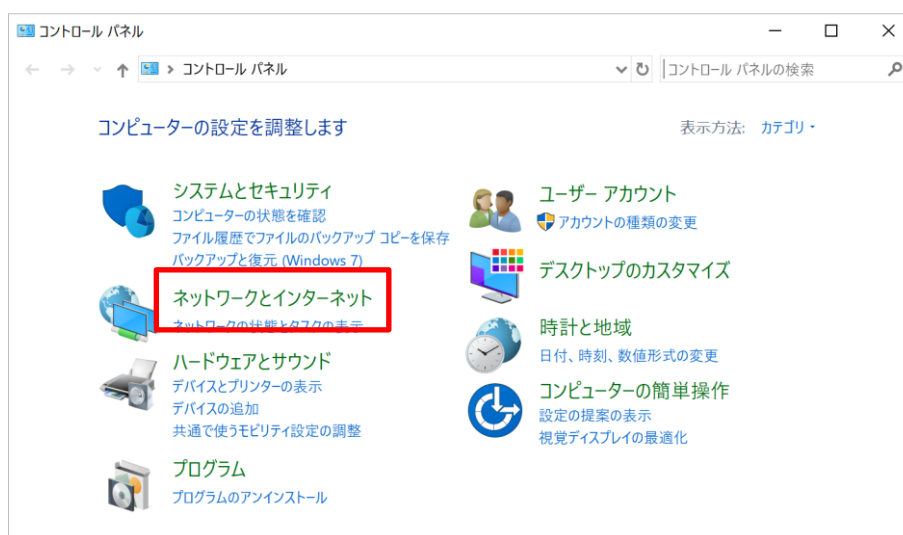 コントロール パネル
コントロール パネル
コントロール パネルの検索
コンピューターの設定を調整します
表示方法: カテゴリ
システムとセキュリティ
コンピューターの状態を確認
ファイル履歴でファイルのバックアップ コピーを保存
バックアップと復元 (Windows 7)
ネットワークとインターネット
ネットワークの状態とタスクの表示
ハードウェアとサウンド
デバイスとプリンターの表示
デバイスの追加
共通で使うモビリティ設定の調整
プログラム
プログラムのアンインストール
ユーザー アカウント
アカウントの種類の変更
デスクトップのカスタマイズ
時計と地域
日付、時刻、数値形式の変更
コンピューターの簡単操作
設定の提案の表示
視覚ディスプレイの最適化